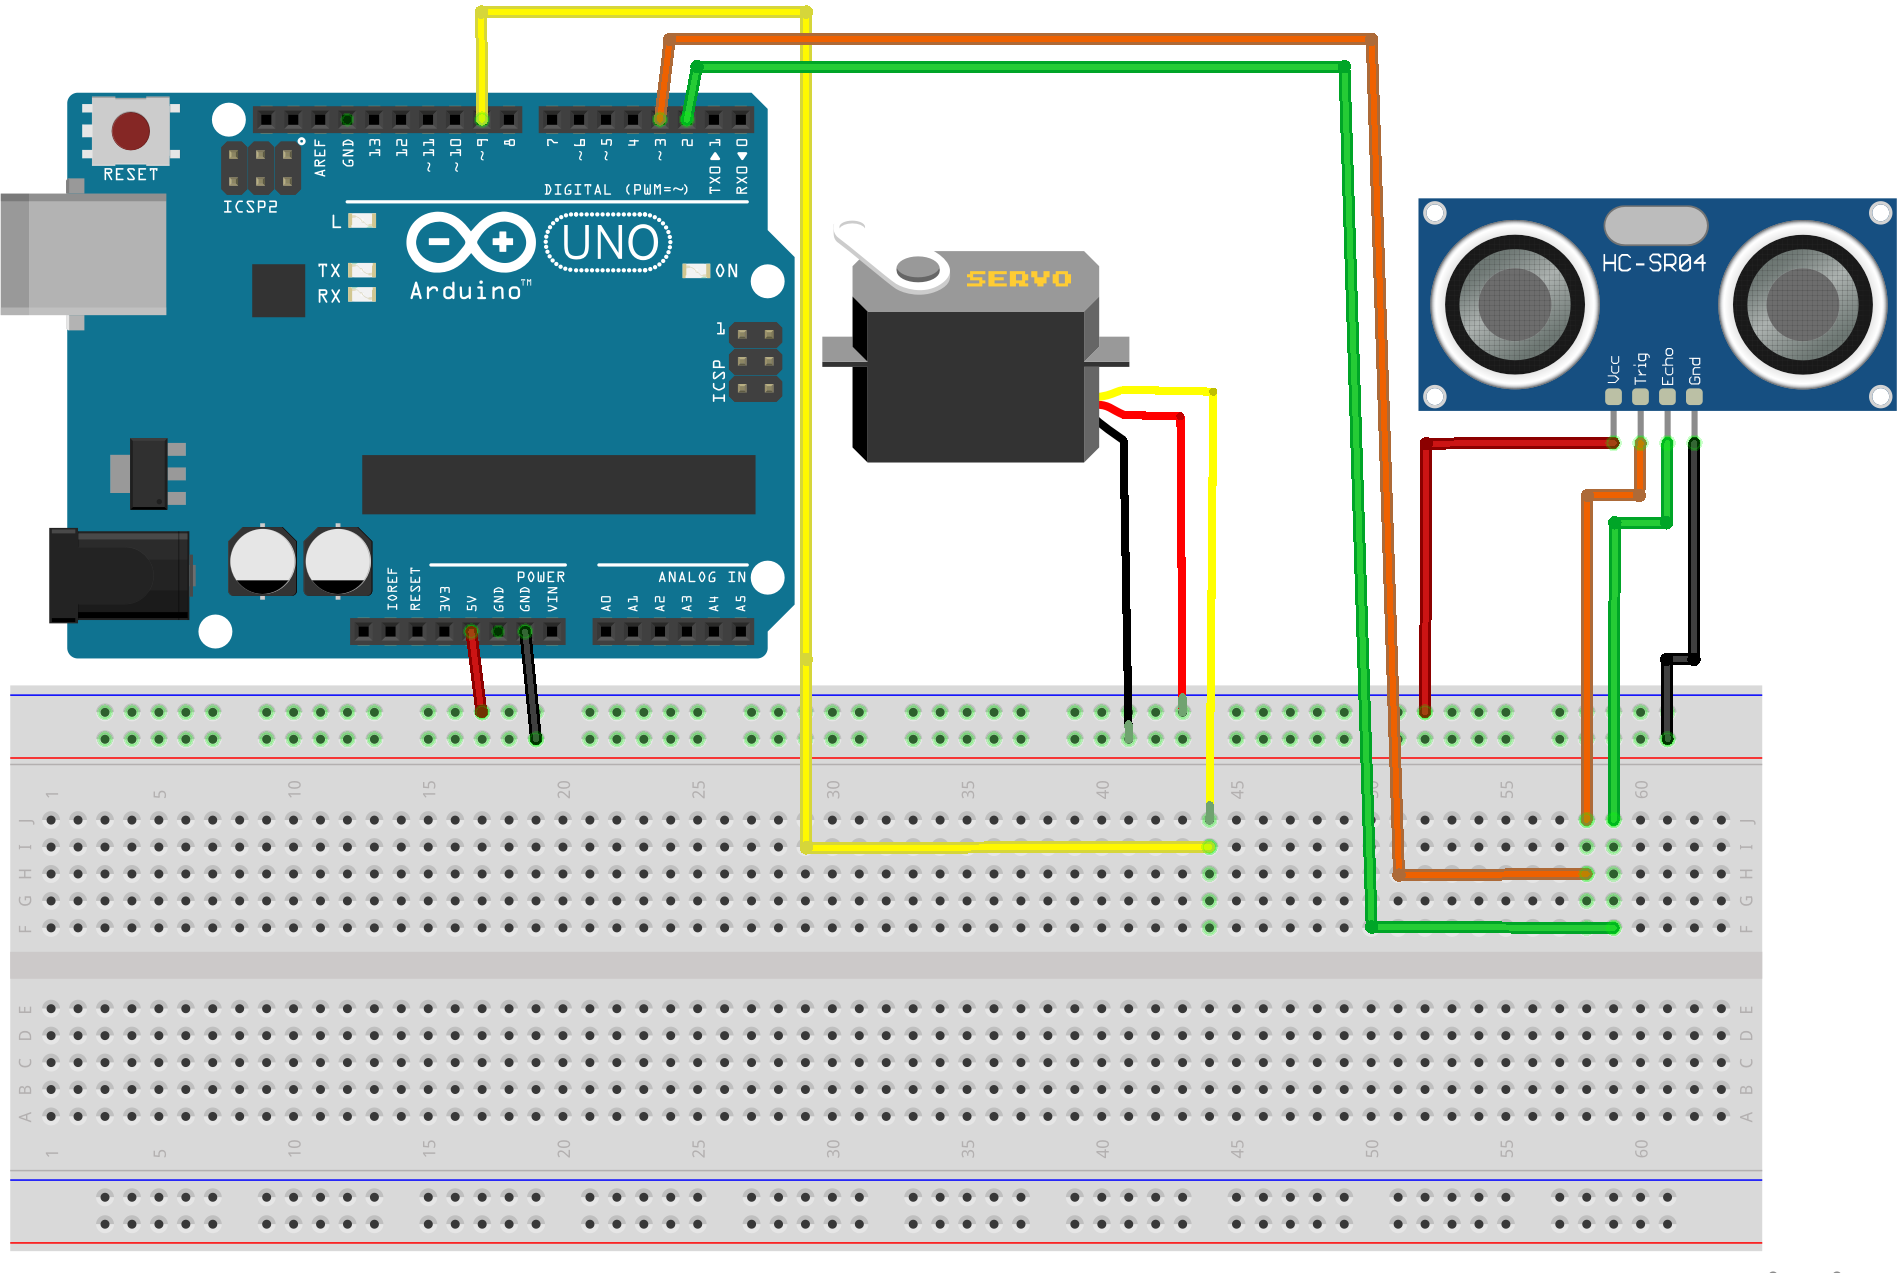 RESET
ICSP2
AREF
GND
13
12
~11
~10
~9
8
7
~6
~5
4
~3
2
TX0▶1
RX0◀0
DIGITAL (PWM=~)
L
TX
RX
UNO
ON
Arduino™
1
ICSP
SERVO
HC-SR04
Vcc
Trig
Echo
Gnd
IOREF
RESET
3V3
5V
GND
GND
VIN
POWER
ANALOG IN
A0
A1
A2
A3
A4
A5
1 5 10 15 20 25 30 35 40 45 50 55 60
J J
I I
H H
G G
F F
E E
D D
C C
B B
A A
1 5 10 15 20 25 30 35 40 45 50 55 60